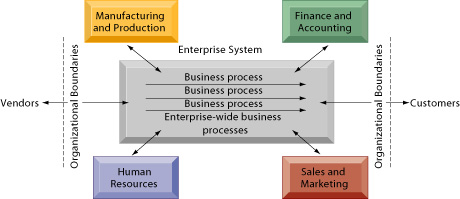 Manufacturing
and Production
Finance and
Accounting
Enterprise System
Organizational Boundaries
Business process
Business process
Business process
Enterprise-wide business
processes
Vendors
Customers
Organizational Boundaries
Human
Resources
Sales and
Marketing